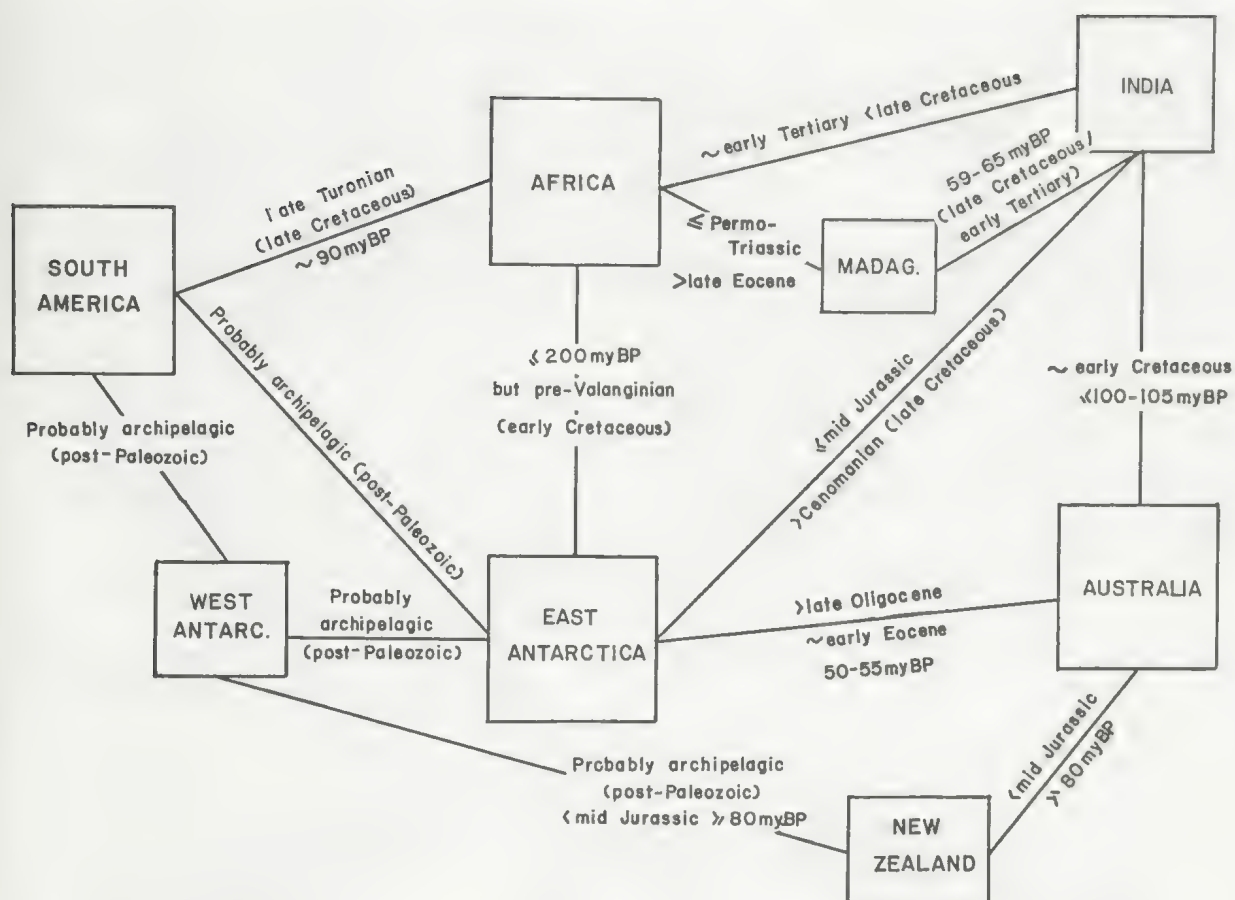 INDIA
~ early Tertiary < late Cretaceous
AFRICA
59-65 myBP
(late Cretaceous/
early Tertiary)
late Turonian
(late Cretaceous)
~ 90 myBP
≤ Permo-
Triassic
>late Eocene
MADAG.
SOUTH
AMERICA
≤ 200 myBP
but pre-Valanginian
(early Cretaceous)
Probably archipelagic (post-Paleozoic)
≤mid Jurassic
>Cenomanian (late Cretaceous)
~ early Cretaceous
≤100-105 myBP
Probably archipelagic
(post-Paleozoic)
WEST
ANTARC.
Probably
archipelagic
(post-Paleozoic)
EAST
ANTARCTICA
>late Oligocene
~ early Eocene
50-55 myBP
AUSTRALIA
<mid Jurassic
≥ 80 myBP
Probably archipelagic
(post-Paleozoic)
<mid Jurassic ≥ 80 myBP
NEW
ZEALAND